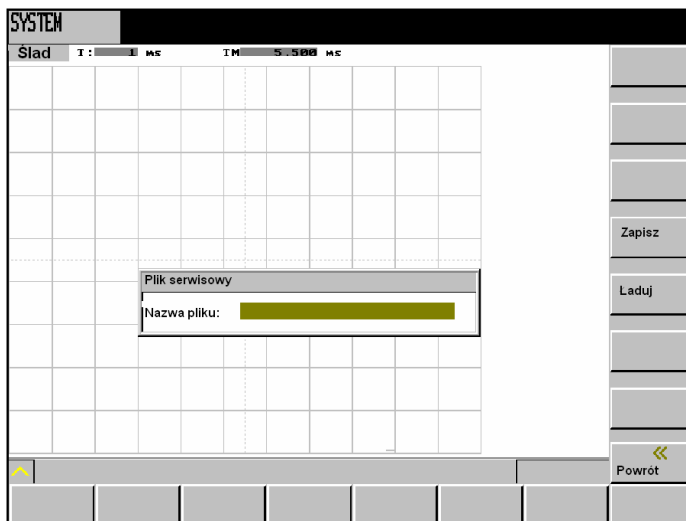 SYSTEM
Ślad T: 1 ms TM 5.500 ms
Zapisz
Plik serwisowy
Nazwa pliku:
Laduj
Powrót